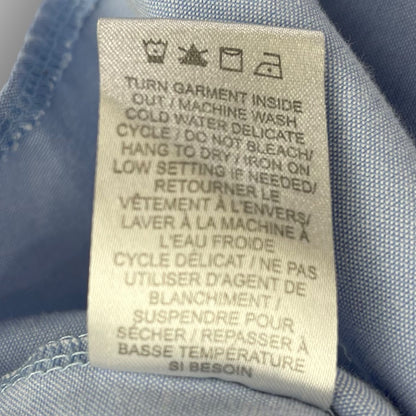 TURN GARMENT INSIDE
OUT / MACHINE WASH
COLD WATER DELICATE
CYCLE / DO NOT BLEACH/
HANG TO DRY / IRON ON
LOW SETTING IF NEEDED/
RETOURNER LE
VÊTEMENT À L'ENVERS/
LAVER À LA MACHINE À
L'EAU FROIDE
CYCLE DÉLICAT / NE PAS
UTILISER D'AGENT DE
BLANCHIMENT /
SUSPENDRE POUR
SÉCHER / REPASSER À
BASSE TEMPÉRATURE
SI BESOIN